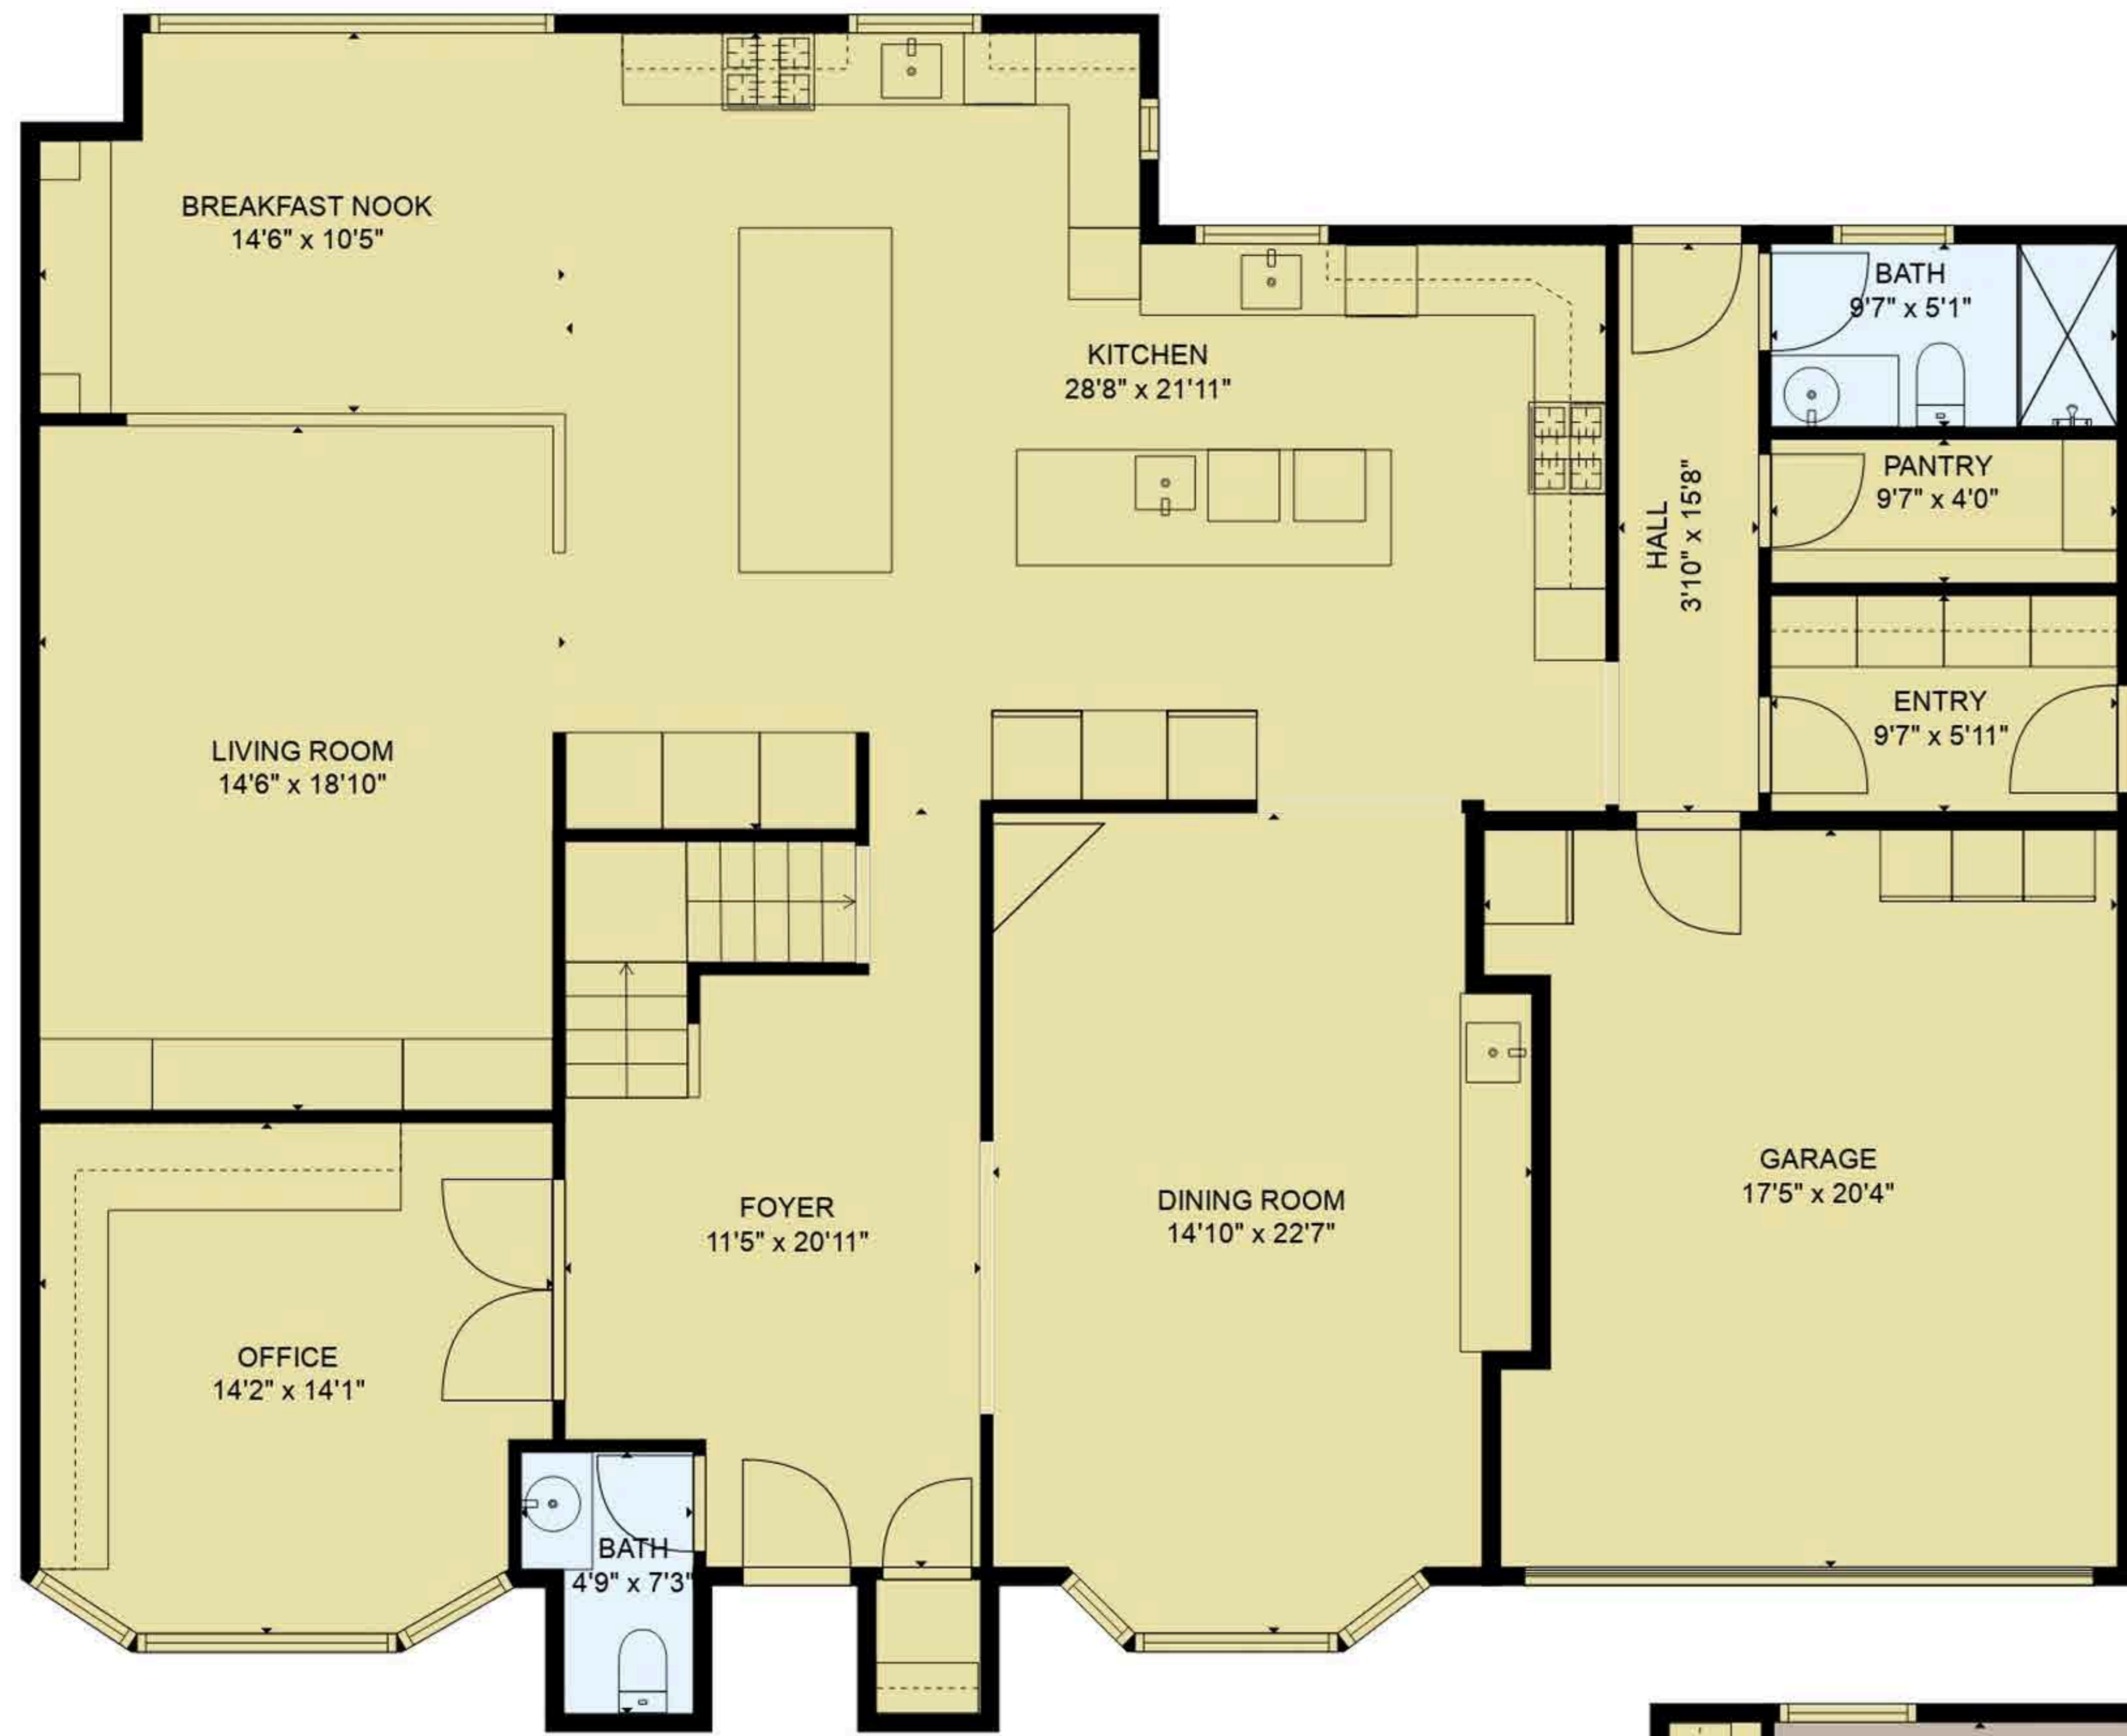 BREAKFAST NOOK
14'6" x 10'5"
KITCHEN
28'8" x 21'11"
BATH
9'7" x 5'1"
PANTRY
9'7" x 4'0"
HALL
3'10" x 15'8"
ENTRY
9'7" x 5'11"
LIVING ROOM
14'6" x 18'10"
GARAGE
17'5" x 20'4"
FOYER
11'5" x 20'11"
DINING ROOM
14'10" x 22'7"
OFFICE
14'2" x 14'1"
BATH
4'9" x 7'3"